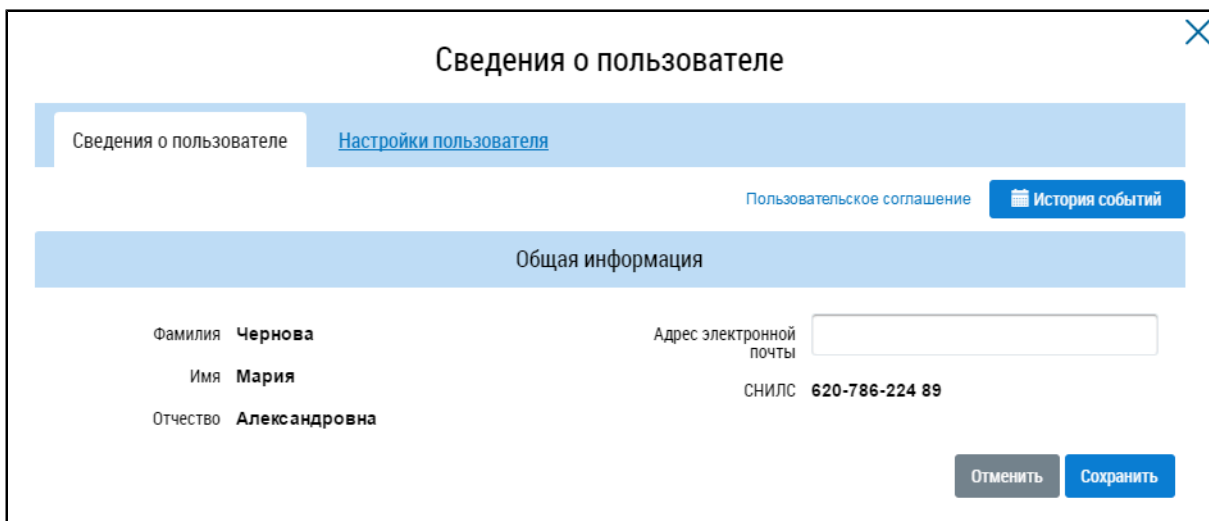 Сведения о пользователе
Сведения о пользователе Настройки пользователя
Пользовательское соглашение История событий
Общая информация
Фамилия Чернова
Имя Мария
Отчество Александровна
Адрес электронной
почты
СНИЛС 620-786-224 89
Отменить Сохранить